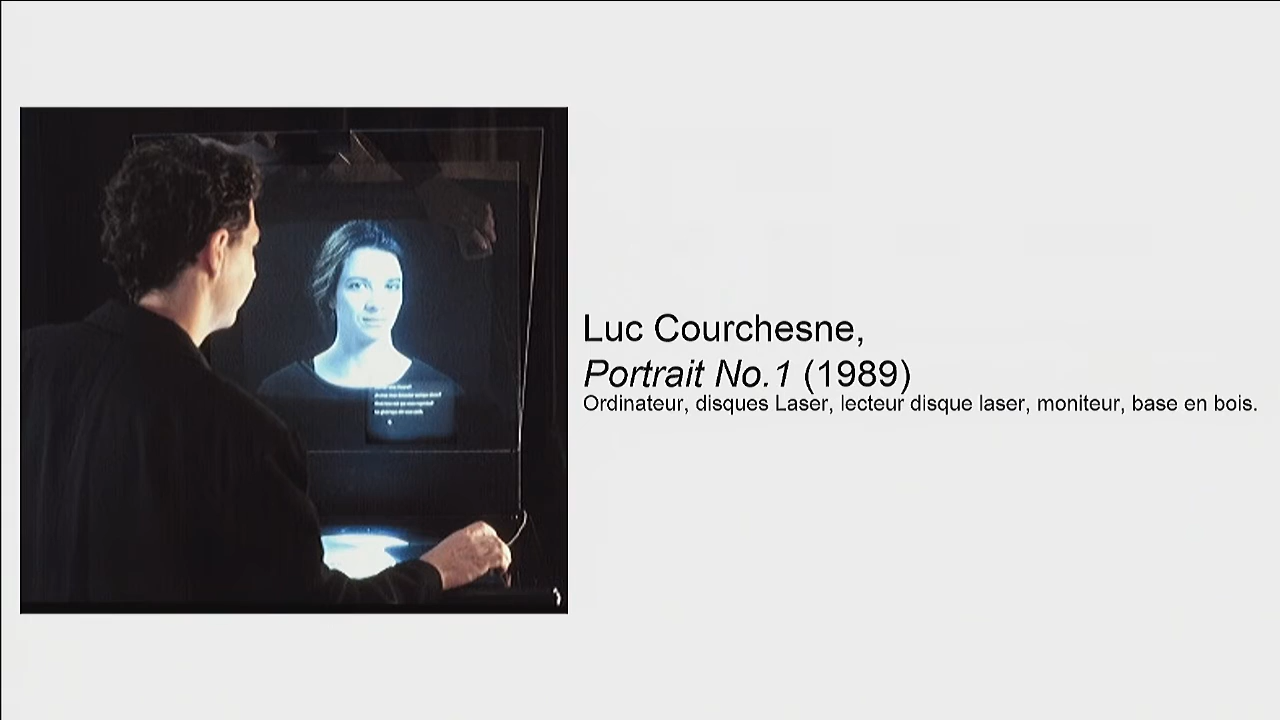 Luc Courchesne,
Portrait No.1 (1989)
Ordinateur, disques Laser, lecteur disque laser, moniteur, base en bois.